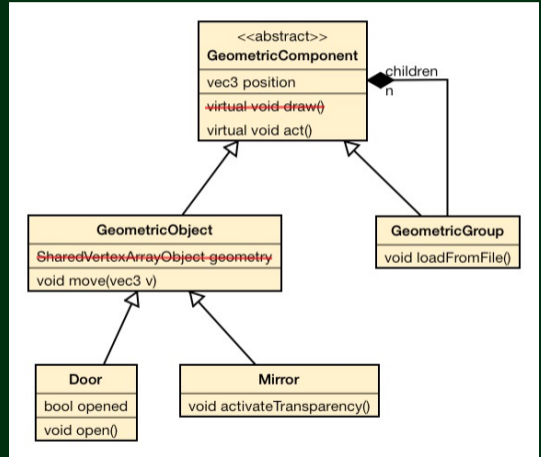 <<abstract>>
GeometricComponent
vec3 position
virtual void draw()
virtual void act()
children
n
GeometricObject
SharedVertexArrayObject geometry
void move(vec3 v)
GeometricGroup
void loadFromFile()
Door
bool opened
void open()
Mirror
void activateTransparency()